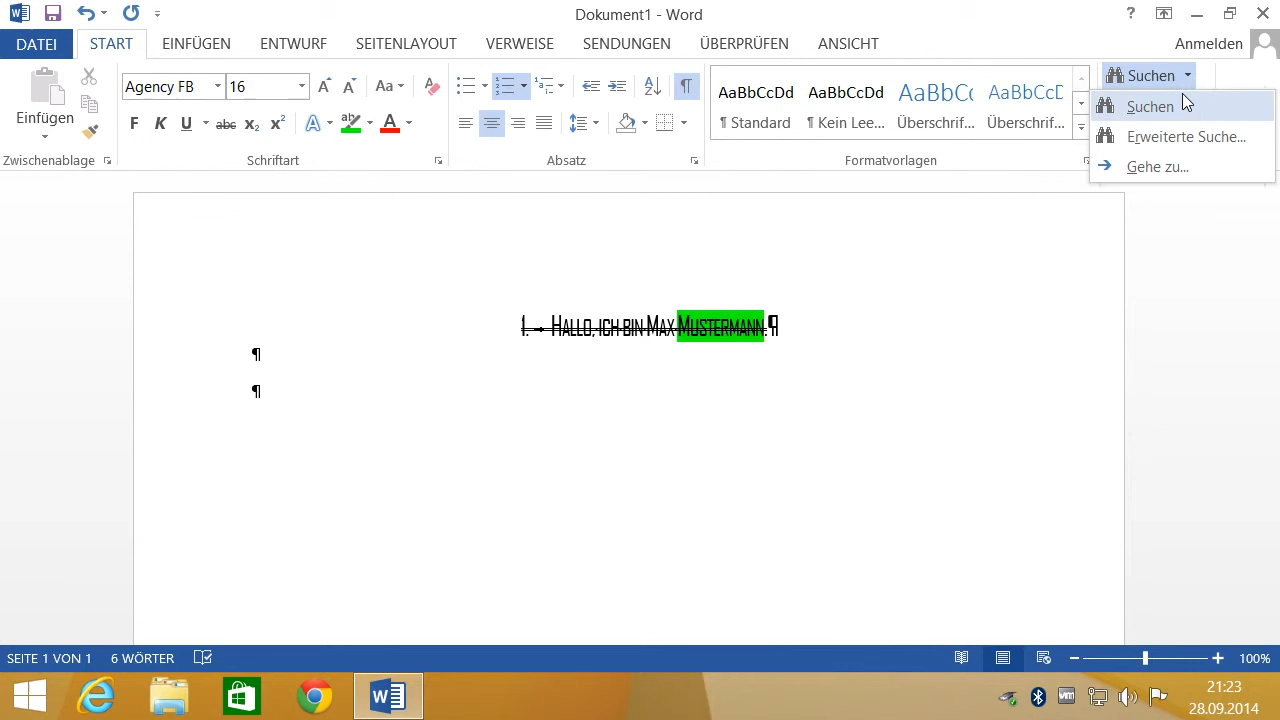 Dokument1 - Word
?
DATEI START EINFÜGEN ENTWURF SEITENLAYOUT VERWEISE SENDUNGEN ÜBERPRÜFEN ANSICHT Anmelden
Einfügen
Zwischenablage
Agency FB 16
A A Aa
F K U abc x₂ x² A ab A
Schriftart
Absatz
AaBbCcDd AaBbCcDd AaBbC AaBbCcD
¶ Standard ¶ Kein Lee... Überschrif... Überschrif...
Formatvorlagen
Suchen
Suchen
Erweiterte Suche...
Gehe zu...
1. → HALLO, ICH BIN MAX MUSTERMANN.¶
¶
¶
SEITE 1 VON 1 6 WÖRTER 100%
21:23
28.09.2014